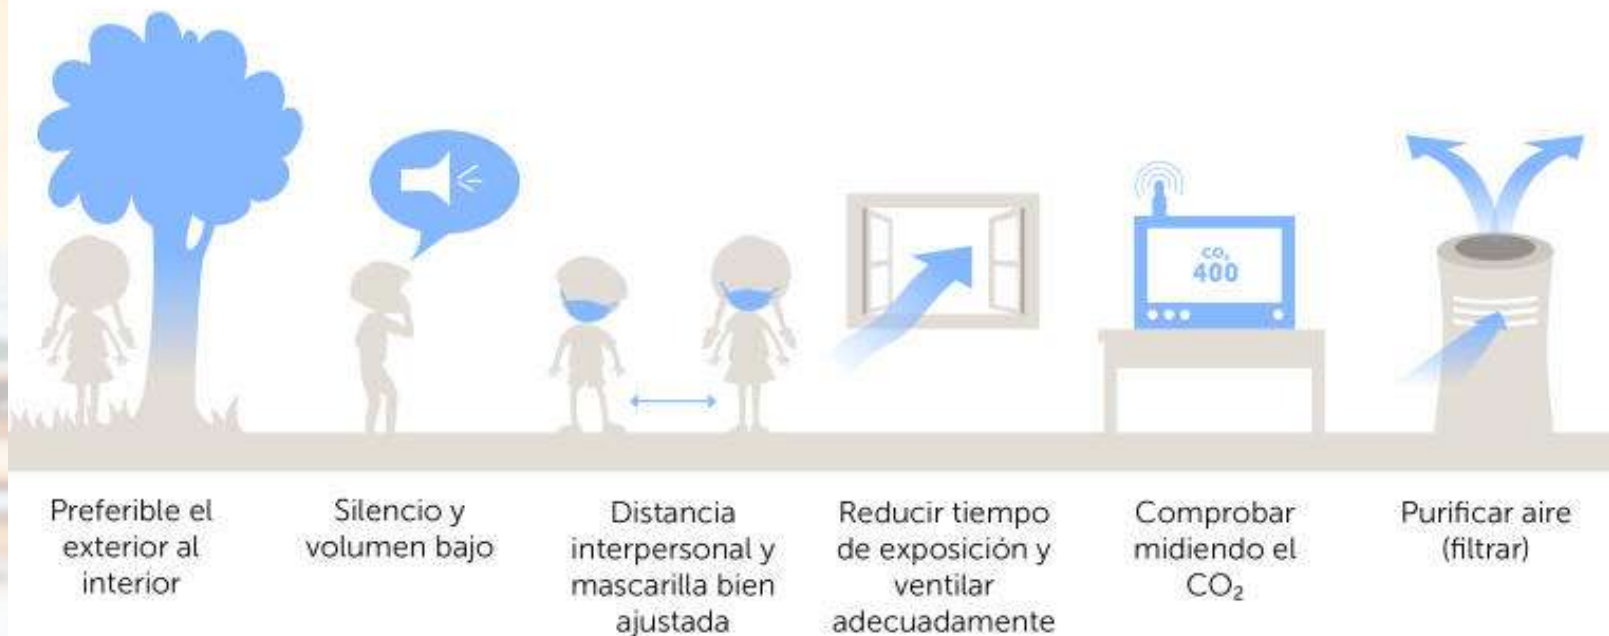 CO₂
400
Preferible el
exterior al
interior
Silencio y
volumen bajo
Distancia
interpersonal y
mascarilla bien
ajustada
Reducir tiempo
de exposición y
ventilar
adecuadamente
Comprobar
midiendo el
CO₂
Purificar aire
(filtrar)